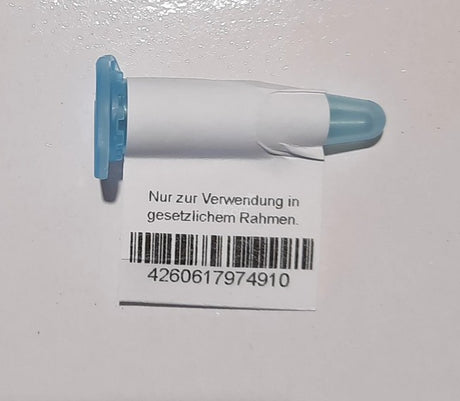 Nur zur Verwendung in
gesetzlichem Rahmen.
4260617974910